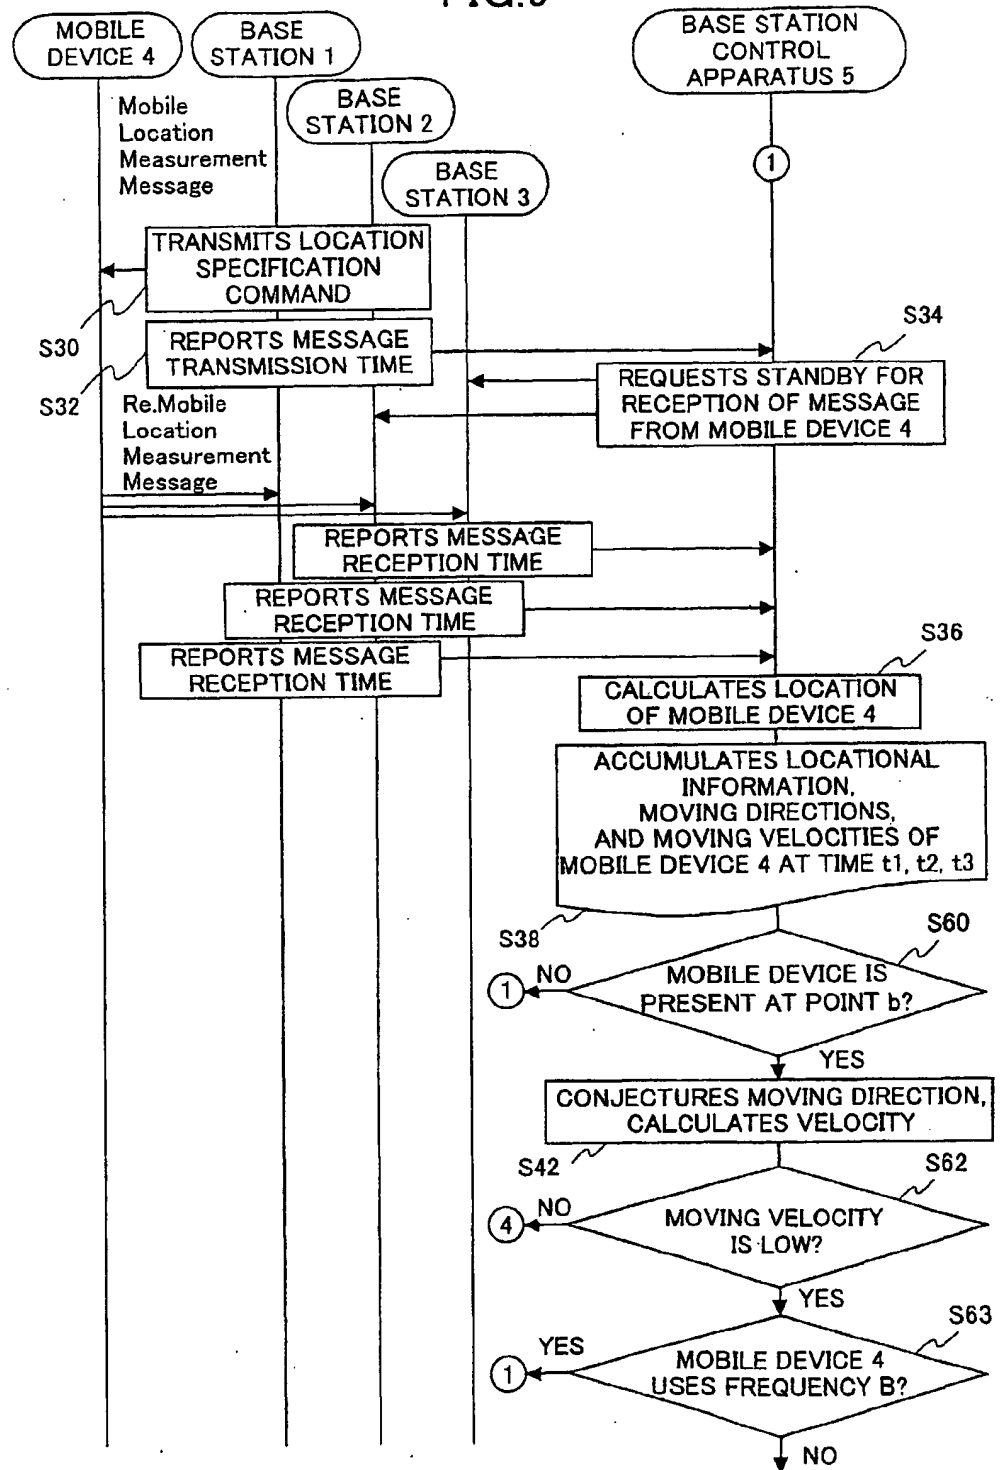 MOBILE
DEVICE 4
BASE
STATION 1
BASE
STATION 2
BASE
STATION 3
BASE STATION
CONTROL
APPARATUS 5
1
Mobile
Location
Measurement
Message
TRANSMITS LOCATION
SPECIFICATION
COMMAND
S30
REPORTS MESSAGE
TRANSMISSION TIME
S32
S34
REQUESTS STANDBY FOR
RECEPTION OF MESSAGE
FROM MOBILE DEVICE 4
Re.Mobile
Location
Measurement
Message
REPORTS MESSAGE
RECEPTION TIME
REPORTS MESSAGE
RECEPTION TIME
REPORTS MESSAGE
RECEPTION TIME
S36
CALCULATES LOCATION
OF MOBILE DEVICE 4
ACCUMULATES LOCATIONAL
INFORMATION,
MOVING DIRECTIONS,
AND MOVING VELOCITIES OF
MOBILE DEVICE 4 AT TIME t1, t2, t3
S38
S60
MOBILE DEVICE IS
PRESENT AT POINT b?
NO
1
YES
CONJECTURES MOVING DIRECTION,
CALCULATES VELOCITY
S42
S62
MOVING VELOCITY
IS LOW?
NO
4
YES
S63
MOBILE DEVICE 4
USES FREQUENCY B?
YES
1
NO